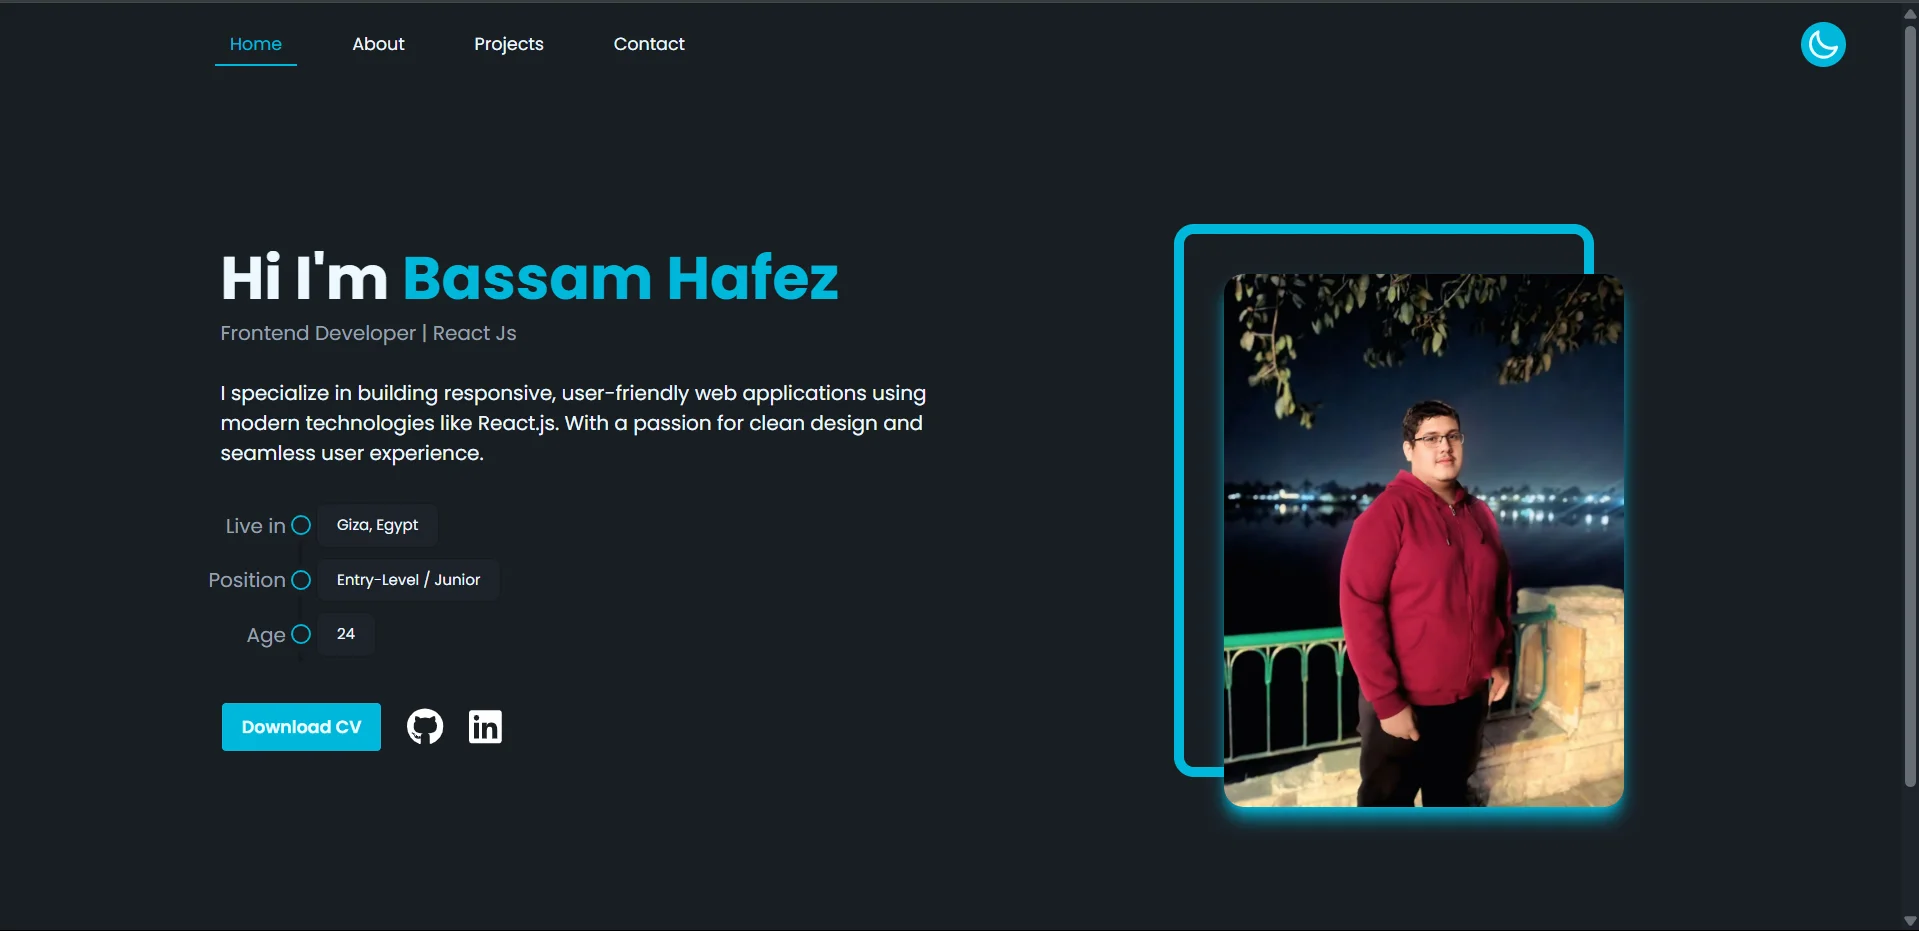 Home
About
Projects
Contact
Hi I'm Bassam Hafez
Frontend Developer | React Js
I specialize in building responsive, user-friendly web applications using
modern technologies like React.js. With a passion for clean design and
seamless user experience.
Live in
Giza, Egypt
Position
Entry-Level / Junior
Age
24
Download CV
in